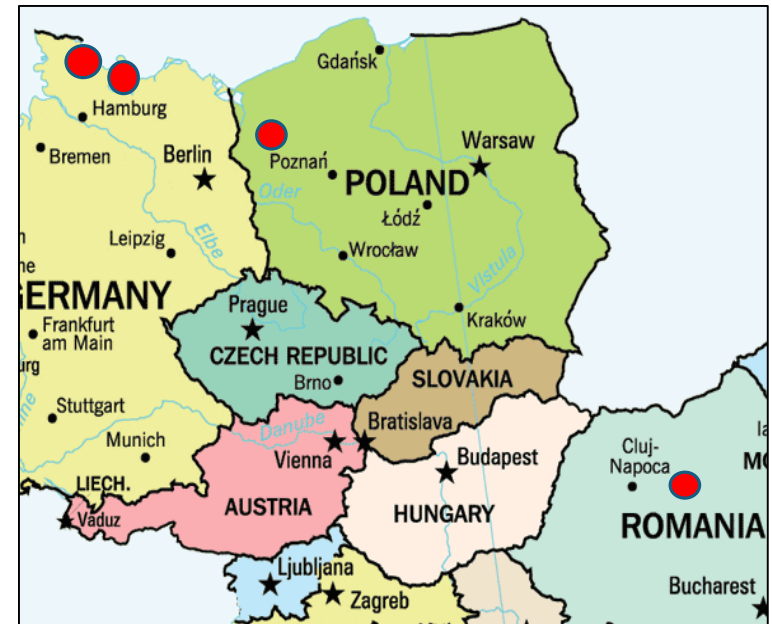 Gdańsk
Hamburg
Bremen
Berlin
Warsaw
Poznań
POLAND
Oder
Łódź
Elbe
Leipzig
Wrocław
Vistula
GERMANY
Prague
Kraków
Frankfurt
am Main
CZECH REPUBLIC
Brno
SLOVAKIA
Stuttgart
Danube
Bratislava
Munich
Vienna
Budapest
Cluj-
Napoca
LIECH.
Vaduz
AUSTRIA
HUNGARY
ROMANIA
Ljubljana
Zagreb
Bucharest